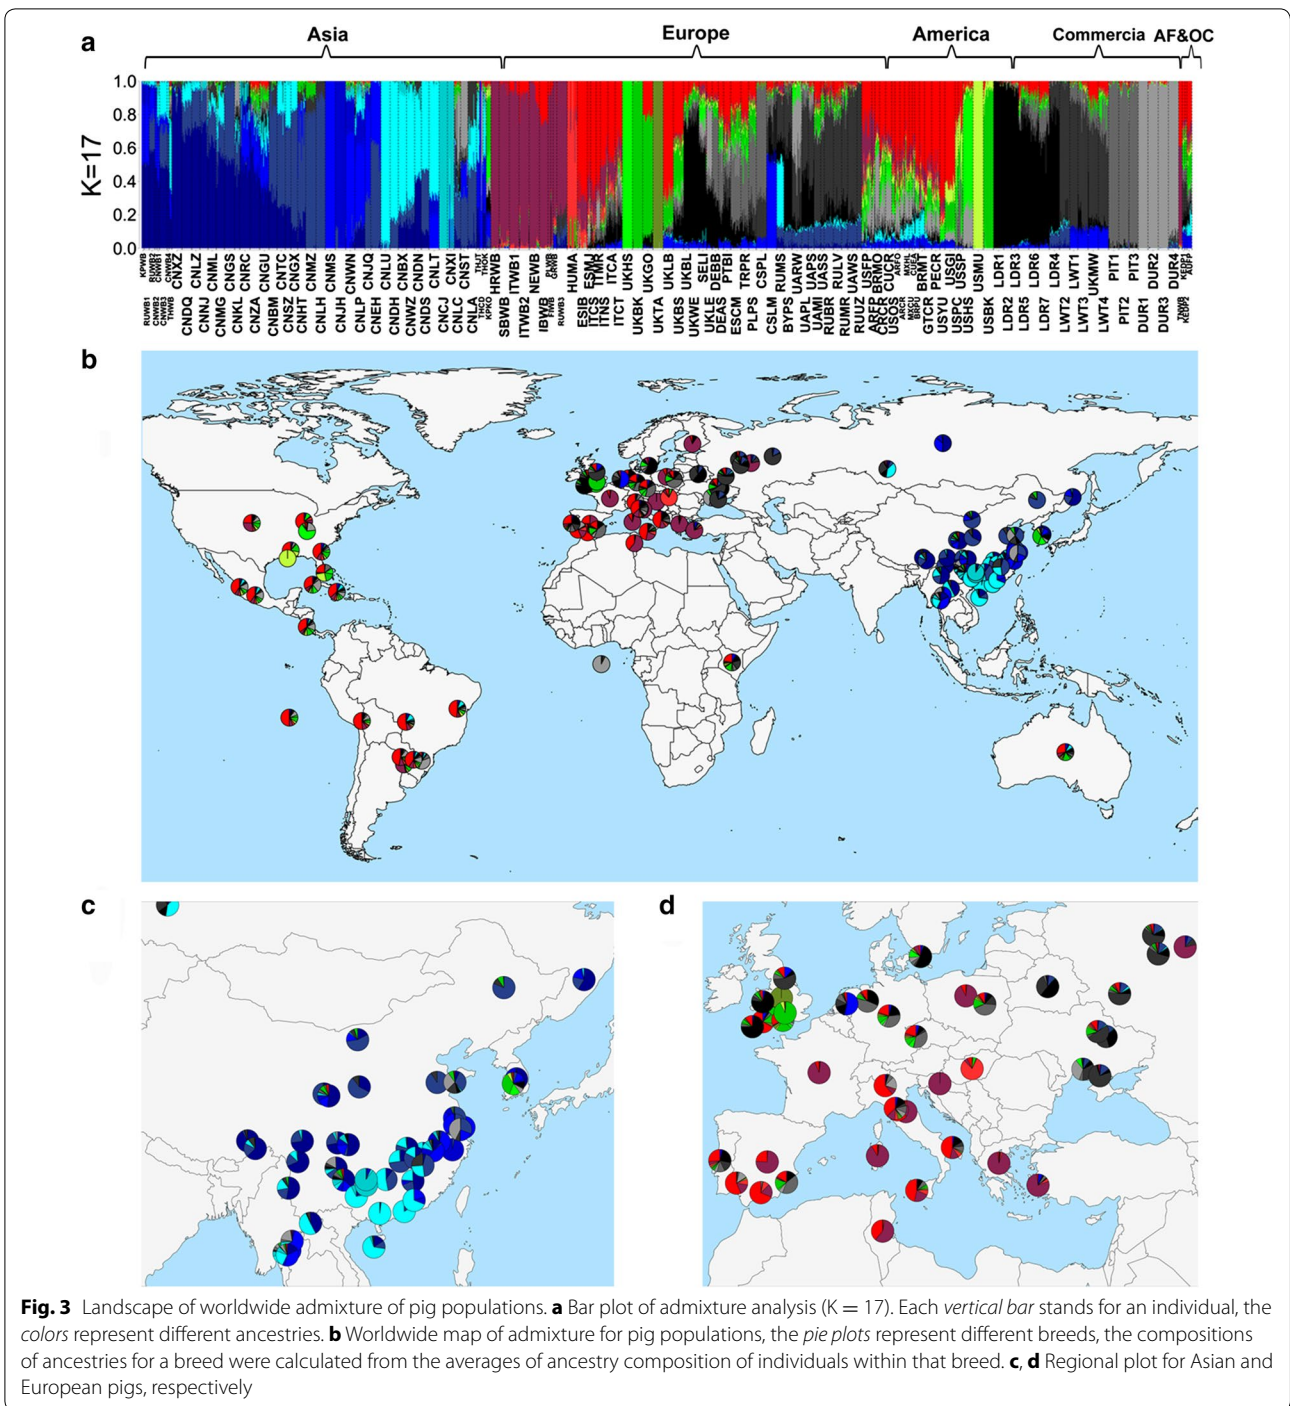 a
Asia Europe America Commercia AF&OC
K=17
1.0
0.8
0.6
0.4
0.2
0.0
CNXZ CNLZ CNML CNGS CNRC CNGU CNTC CNGX CNMZ CNMS CNWN CNJQ CNLU CNBX CNDN CNLT CNXI CNST HRWB ITWB1 NEWB HUMA ESMJ ITMR ITCA UKHS UKGO UKLB UKBL SELI DEBB PTBI TRPR CSPL RUMS UARW UAPS UASS RULV UAWS USFP BRMO CUCP BRMT PECR USGI USSP USMU LDR1 LDR3 LDR6 LDR4 LWT1 UKMW PIT1 PIT3 DUR2 DUR4
CNDQ CNNJ CNMG CNKL CNZA CNBM CNSZ CNHT CNLH CNJH CNLP CNEH CNDH CNWZ CNDS CNCJ CNLC CNLA SBWB ITWB2 IBWB ESIB ITCS ITNS ITCT UKBK UKTA UKBS UKWE UKLE DEAS ESCM PLPS CSLM BYPS UAPL UAMI RUBR RUMR RUUZ ARFP CRCR USOS GTCR USYU USPC USHS USBK LDR2 LDR5 LDR7 LWT2 LWT3 LWT4 PIT2 DUR1 DUR3
b
c
d
Fig. 3 Landscape of worldwide admixture of pig populations. a Bar plot of admixture analysis (K = 17). Each vertical bar stands for an individual, the
colors represent different ancestries. b Worldwide map of admixture for pig populations, the pie plots represent different breeds, the compositions
of ancestries for a breed were calculated from the averages of ancestry composition of individuals within that breed. c, d Regional plot for Asian and
European pigs, respectively